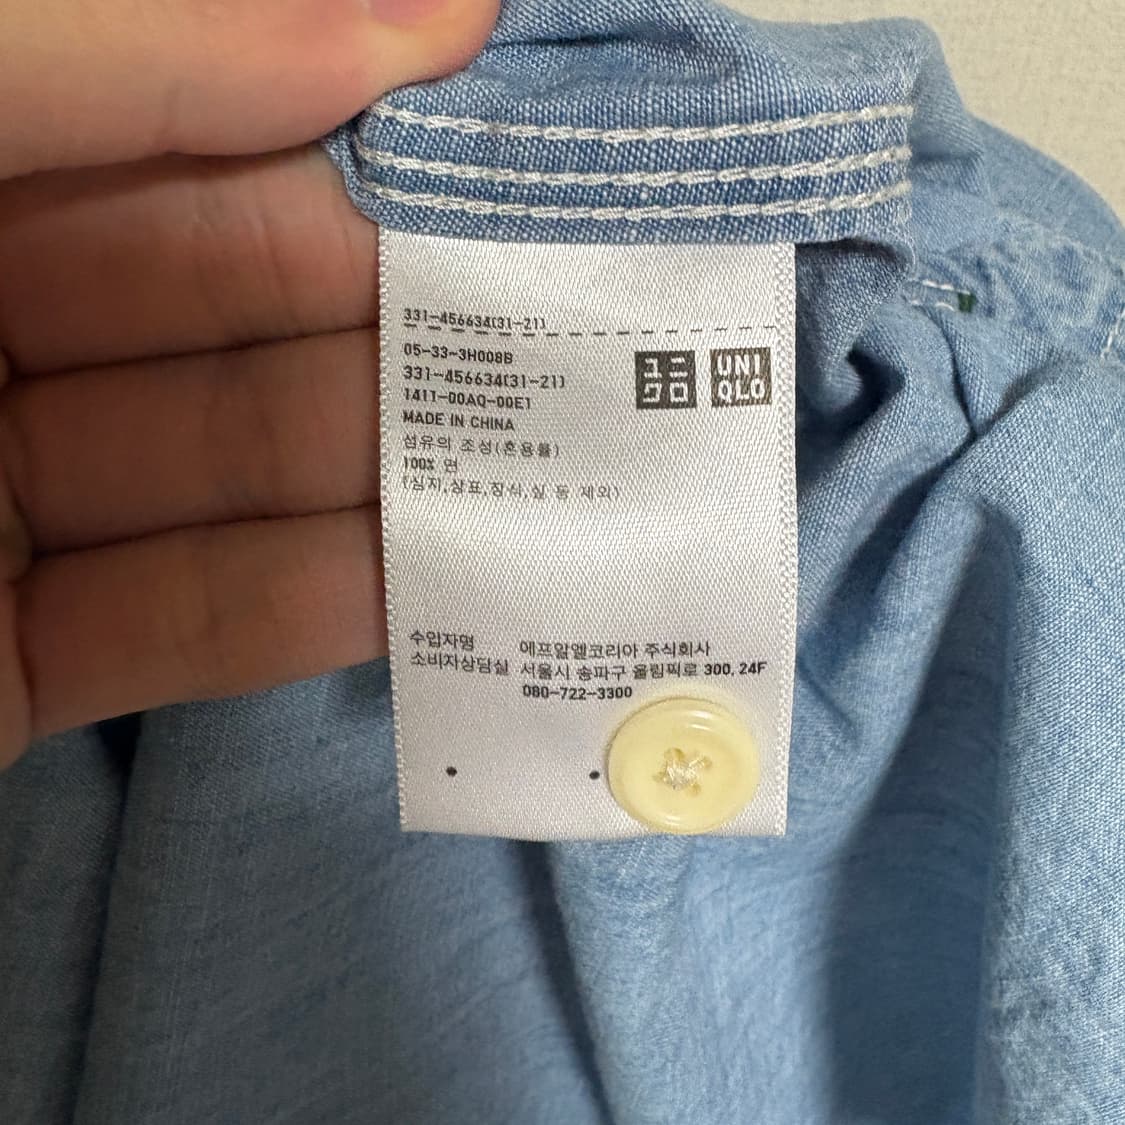 331-456634(31-21)
05-33-3H008B
331-456634(31-21)
1411-00AQ-00E1
MADE IN CHINA
섬유의 조성(혼용률)
100% 면
(심지,상표,장식,실 등 제외)
ユニクロ
UNIQLO
수입자명 에프알엘코리아 주식회사
소비자상담실 서울시 송파구 올림픽로 300, 24F
080-722-3300